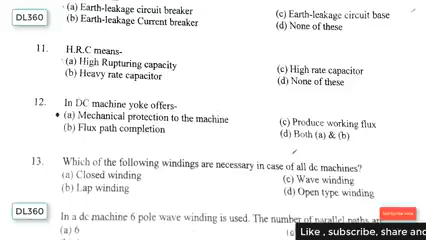 DL360
(a) Earth-leakage circuit breaker
(c) Earth-leakage circuit base
(b) Earth-leakage Current breaker
(d) None of these
11. H.R.C means-
(a) High Rupturing capacity
(c) High rate capacitor
(b) Heavy rate capacitor
(d) None of these
12. In DC machine yoke offers-
(a) Mechanical protection to the machine
(c) Produce working flux
(b) Flux path completion
(d) Both (a) & (b)
13. Which of the following windings are necessary in case of all dc machines?
(a) Closed winding
(c) Wave winding
(b) Lap winding
(d) Open type winding
DL360
In a dc machine 6 pole wave winding is used. The number of parallel paths are
(a) 6
Like , subscribe, share and